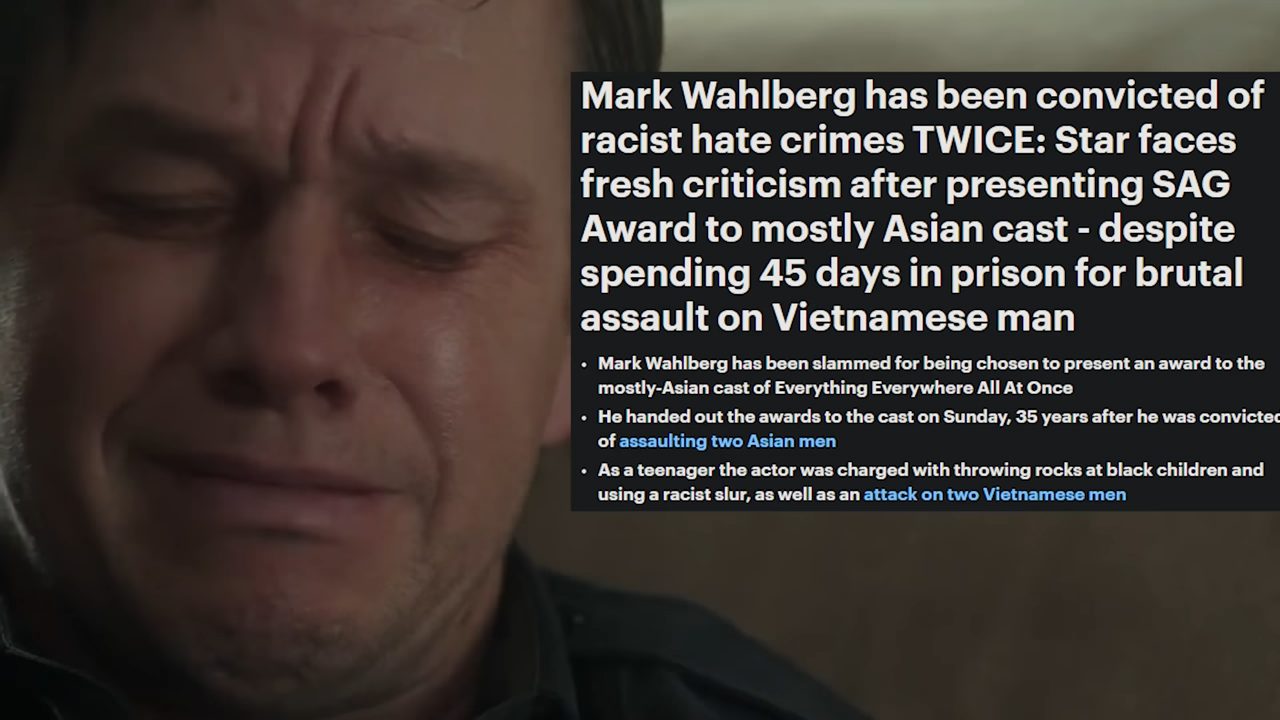 Mark Wahlberg has been convicted of
racist hate crimes TWICE: Star faces
fresh criticism after presenting SAG
Award to mostly Asian cast - despite
spending 45 days in prison for brutal
assault on Vietnamese man
• Mark Wahlberg has been slammed for being chosen to present an award to the
mostly-Asian cast of Everything Everywhere All At Once
• He handed out the awards to the cast on Sunday, 35 years after he was convicted
of assaulting two Asian men
• As a teenager the actor was charged with throwing rocks at black children and
using a racist slur, as well as an attack on two Vietnamese men